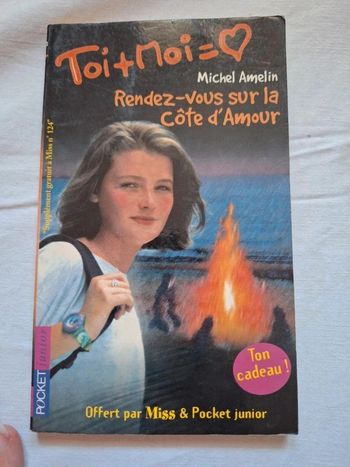 Toi+Moi=♡
Michel Amelin
Rendez-vous sur la
Côte d'Amour
"Supplément gratuit à Miss n° 124"
Ton
cadeau !
POCKET junior
Offert par Miss & Pocket junior